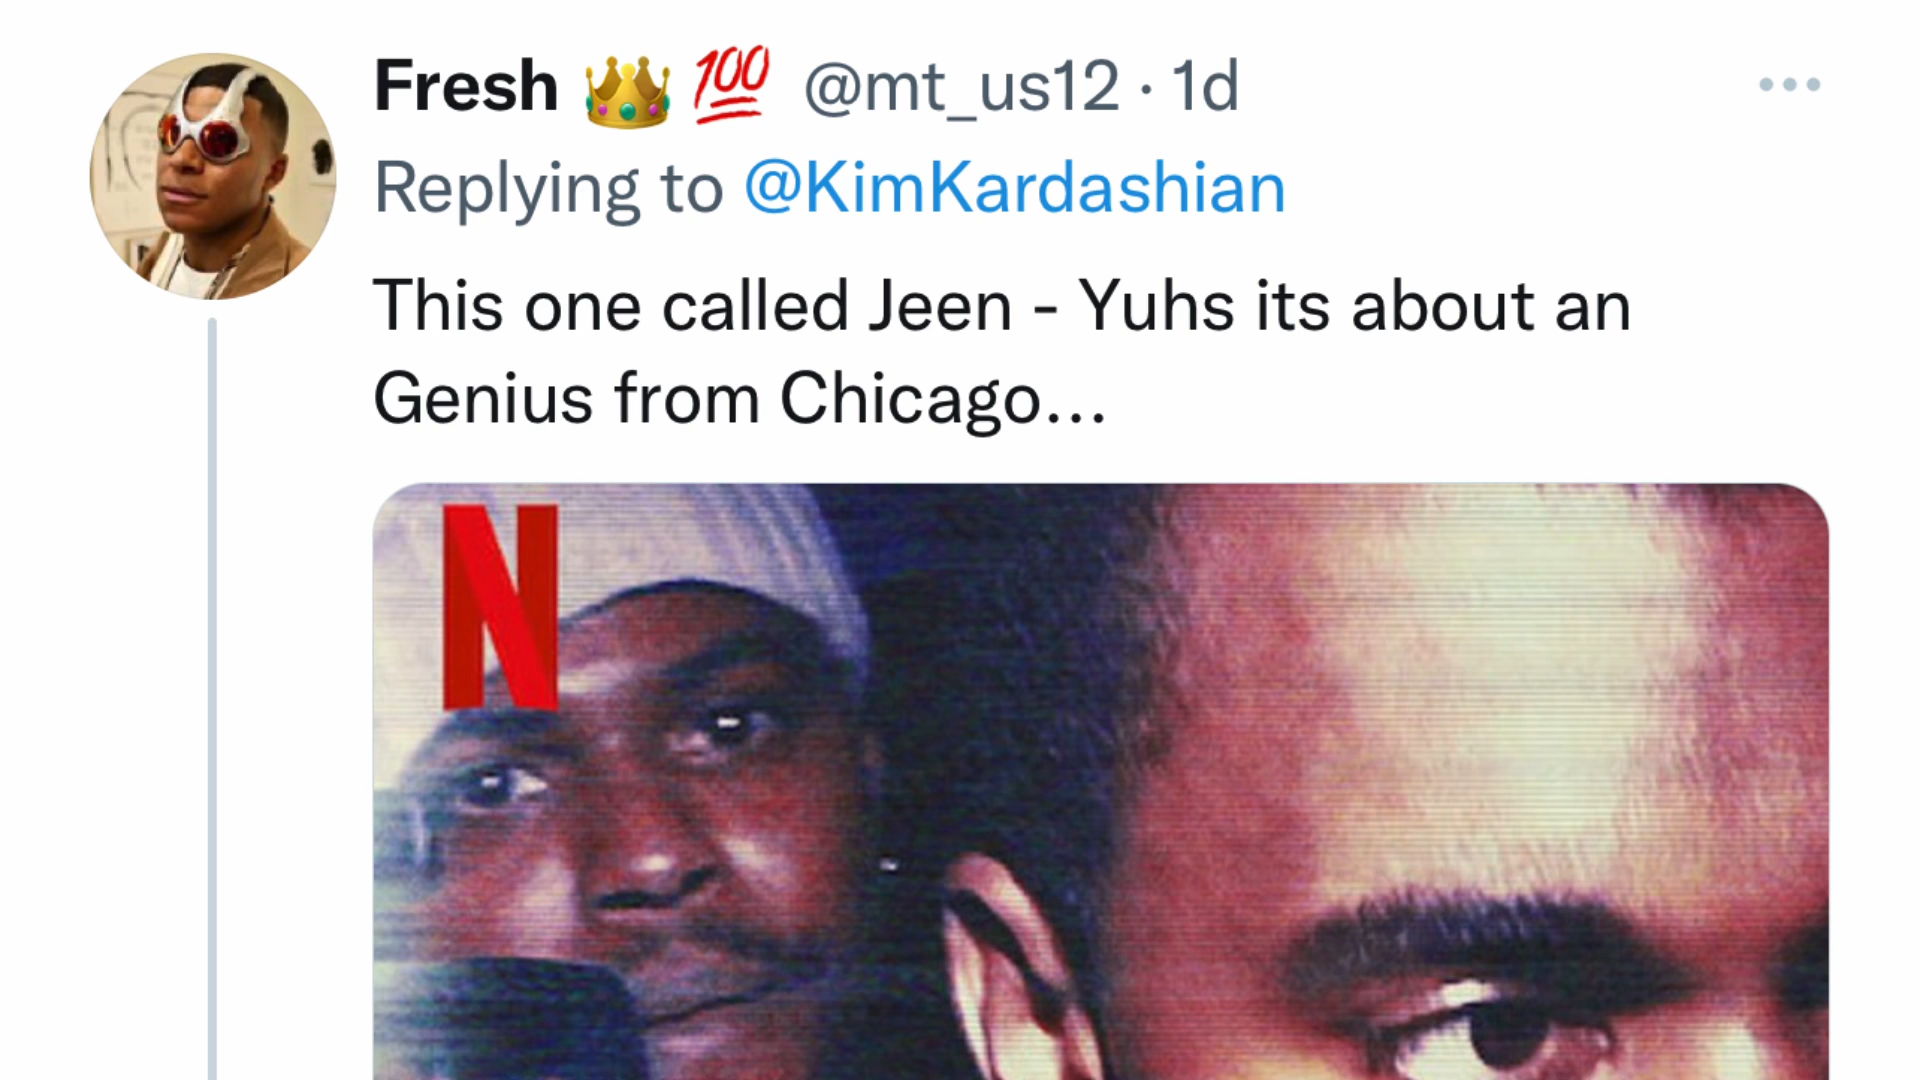 Fresh 👑 💯 @mt_us12 · 1d
Replying to @KimKardashian
This one called Jeen - Yuhs its about an
Genius from Chicago...
N